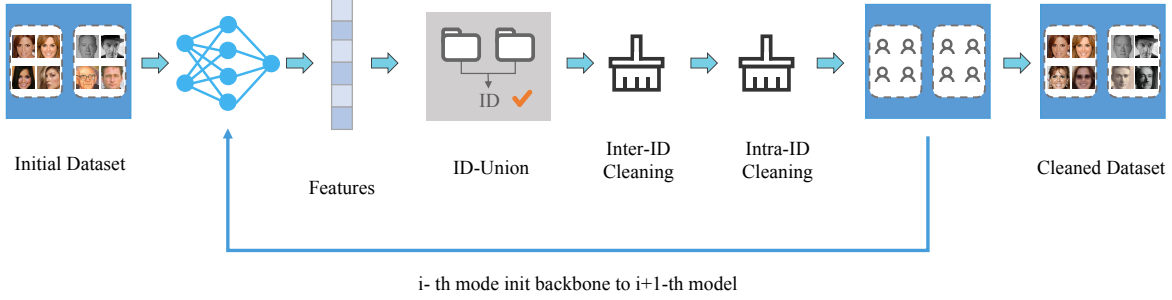 ID
Initial Dataset
Features
ID-Union
Inter-ID
Cleaning
Intra-ID
Cleaning
Cleaned Dataset
i- th mode init backbone to i+1-th model